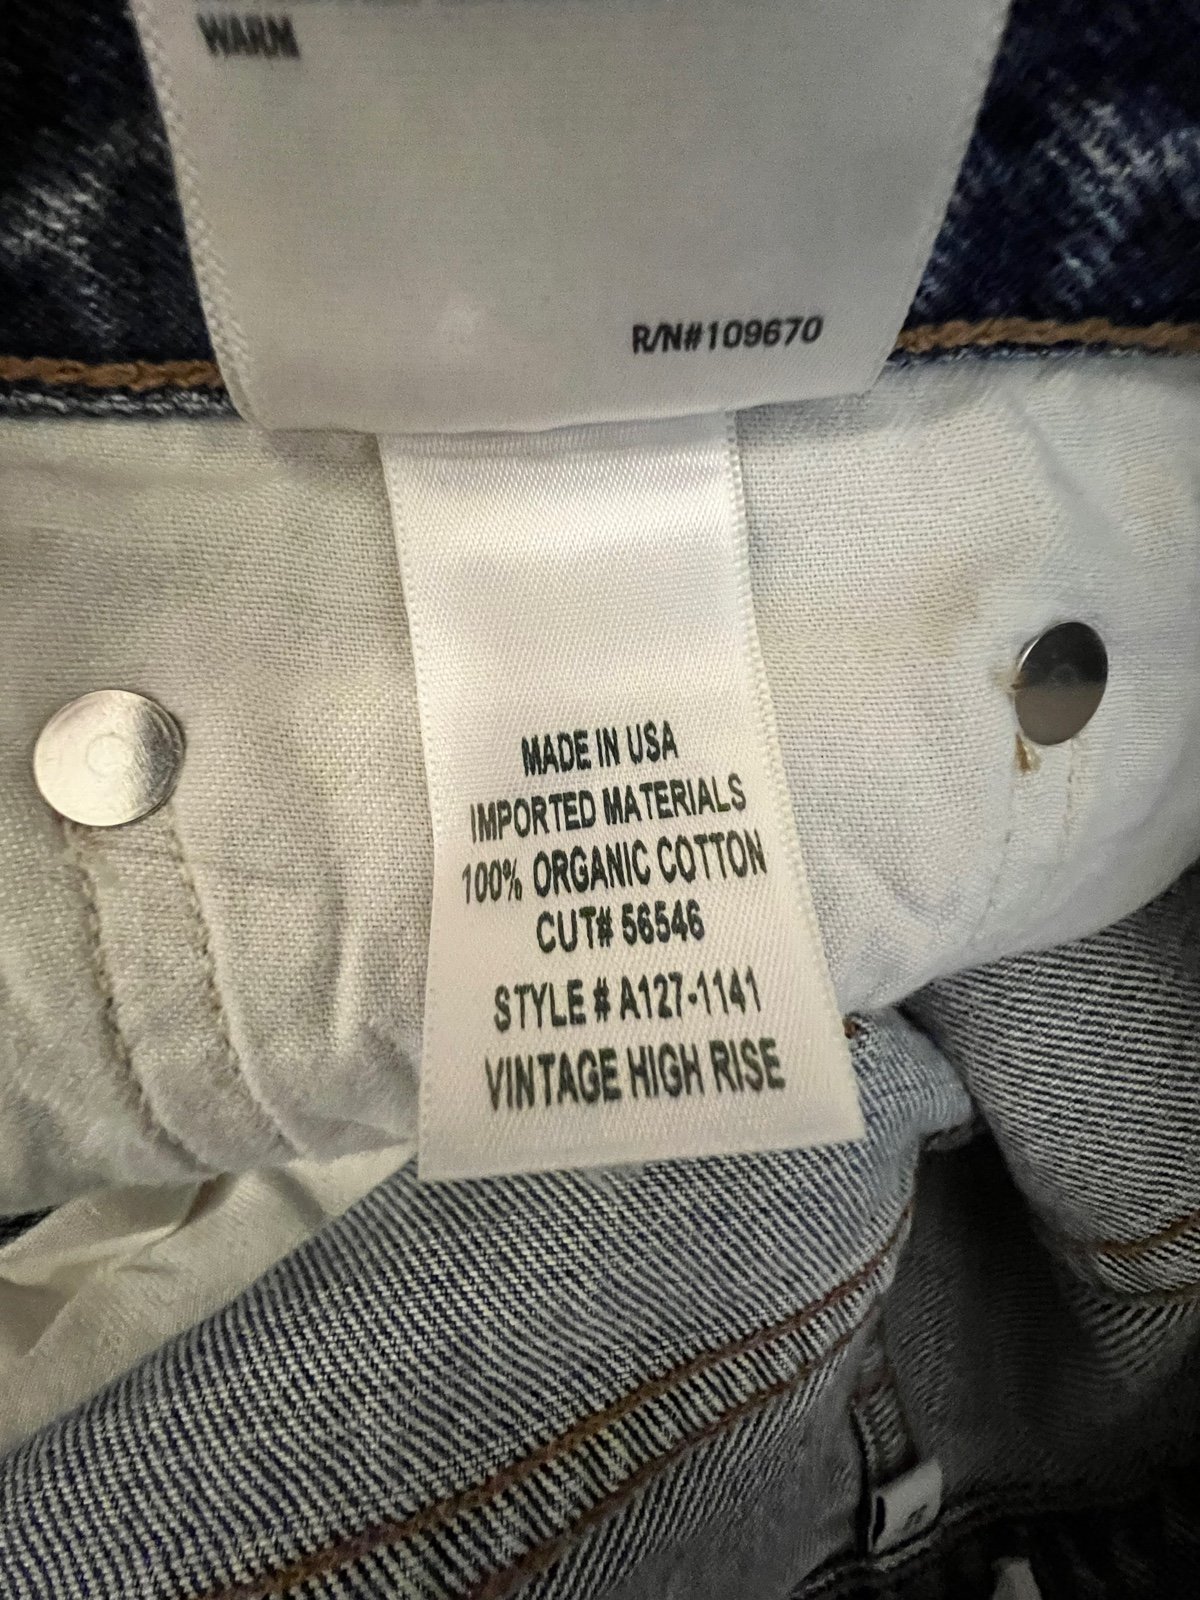 WARM
R/N#109670
MADE IN USA
IMPORTED MATERIALS
100% ORGANIC COTTON
CUT# 56546
STYLE # A127-1141
VINTAGE HIGH RISE